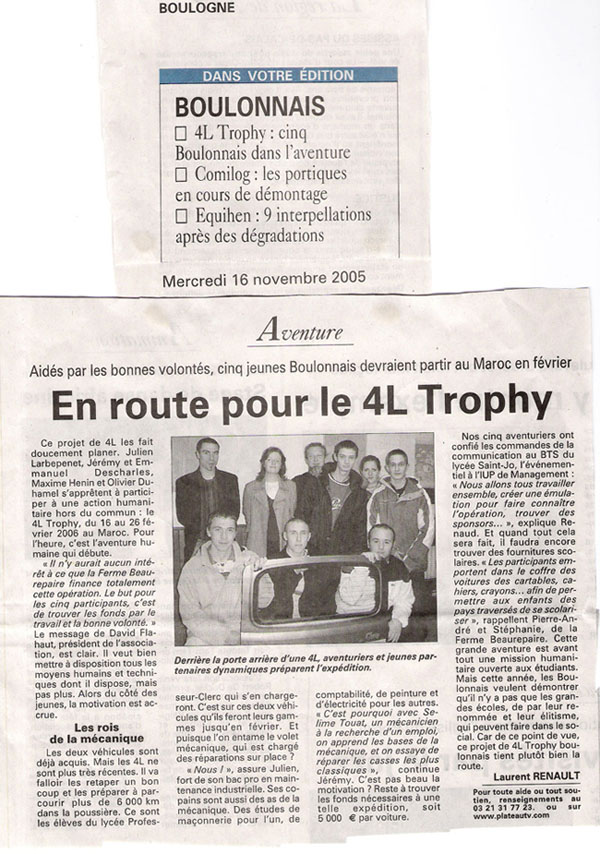 BOULOGNE
DANS VOTRE ÉDITION
BOULONNAIS
□ 4L Trophy : cinq
Boulonnais dans l'aventure
□ Comilog : les portiques
en cours de démontage
□ Equihen : 9 interpellations
après des dégradations
Mercredi 16 novembre 2005
Aventure
Aidés par les bonnes volontés, cinq jeunes Boulonnais devraient partir au Maroc en février
En route pour le 4L Trophy
Ce projet de 4L les fait
doucement planer. Julien
Larbepenet, Jérémy et Em-
manuel Descharles,
Maxime Henin et Olivier Du-
hamel s'apprêtent à partici-
per à une action humani-
taire hors du commun : le
4L Trophy, du 16 au 26 fé-
vrier 2006 au Maroc. Pour
l'heure, c'est l'aventure hu-
maine qui débute.
« Il n'y aurait aucun inté-
rêt à ce que la Ferme Beau-
repaire finance totalement
cette opération. Le but pour
les cinq participants, c'est
de trouver les fonds par le
travail et la bonne volonté. »
Le message de David Fla-
haut, président de l'associa-
tion, est clair. Il veut bien
mettre à disposition tous les
moyens humains et techni-
ques dont il dispose, mais
pas plus. Alors du côté des
jeunes, la motivation est ac-
crue.
Les rois
de la mécanique
Les deux véhicules sont
déjà acquis. Mais les 4L ne
sont plus très récentes. Il va
falloir les retaper un bon
coup et les préparer à par-
courir plus de 6 000 km
dans la poussière. Ce sont
les élèves du lycée Profes-
Derrière la porte arrière d'une 4L, aventuriers et jeunes par-
tenaires dynamiques préparent l'expédition.
seur-Clerc qui s'en charge-
ront. C'est sur ces deux véhi-
cules qu'ils feront leurs gam-
mes jusqu'en février. Et
puisque l'on entame le volet
mécanique, qui est chargé
des réparations sur place ?
« Nous ! », assure Julien,
fort de son bac pro en main-
tenance industrielle. Ses co-
pains sont aussi des as de la
mécanique. Des études de
maçonnerie pour l'un, de
comptabilité, de peinture et
d'électricité pour les autres.
« C'est pourquoi avec Se-
lime Touat, un mécanicien
à la recherche d'un emploi,
on apprend les bases de la
mécanique, et on essaye de
réparer les casses les plus
classiques », continue
Jérémy. C'est pas beau la
motivation ? Reste à trouver
les fonds nécessaires à une
telle expédition, soit
5 000 € par voiture.
Nos cinq aventuriers ont
confié les commandes de la
communication au BTS du
lycée Saint-Jo, l'événemen-
tiel à l'IUP de Management :
« Nous allons tous travailler
ensemble, créer une émula-
tion pour faire connaître
l'opération, trouver des
sponsors... », explique Re-
naud. Et quand tout cela
sera fait, il faudra encore
trouver des fournitures sco-
laires. « Les participants em-
portent dans le coffre des
voitures des cartables, ca-
hiers, crayons... afin de per-
mettre aux enfants des
pays traversés de se scolari-
ser », rappellent Pierre-An-
dré et Stéphanie, de la
Ferme Beaurepaire. Cette
grande aventure est avant
tout une mission humani-
taire ouverte aux étudiants.
Mais cette année, les Bou-
lonnais veulent démontrer
qu'il n'y a pas que les gran-
des écoles, de par leur re-
nommée et leur élitisme,
qui peuvent faire dans le so-
cial. Car de ce point de vue,
ce projet de 4L Trophy bou-
lonnais tient plutôt bien la
route.
Laurent RENAULT
Pour toute aide ou tout sou-
tien, renseignements au
03 21 31 77 23. ou sur
www.plateautv.com